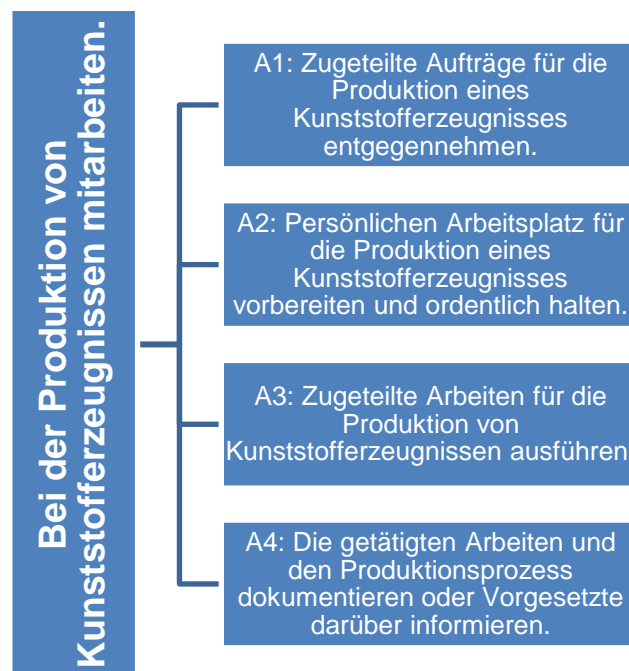 Bei der Produktion von
Kunststofferzeugnissen mitarbeiten.
A1: Zugeteilte Aufträge für die
Produktion eines
Kunststofferzeugnisses
entgegennehmen.
A2: Persönlichen Arbeitsplatz für
die Produktion eines
Kunststofferzeugnisses
vorbereiten und ordentlich halten.
A3: Zugeteilte Arbeiten für die
Produktion von
Kunststofferzeugnissen ausführen
A4: Die getätigten Arbeiten und
den Produktionsprozess
dokumentieren oder Vorgesetzte
darüber informieren.